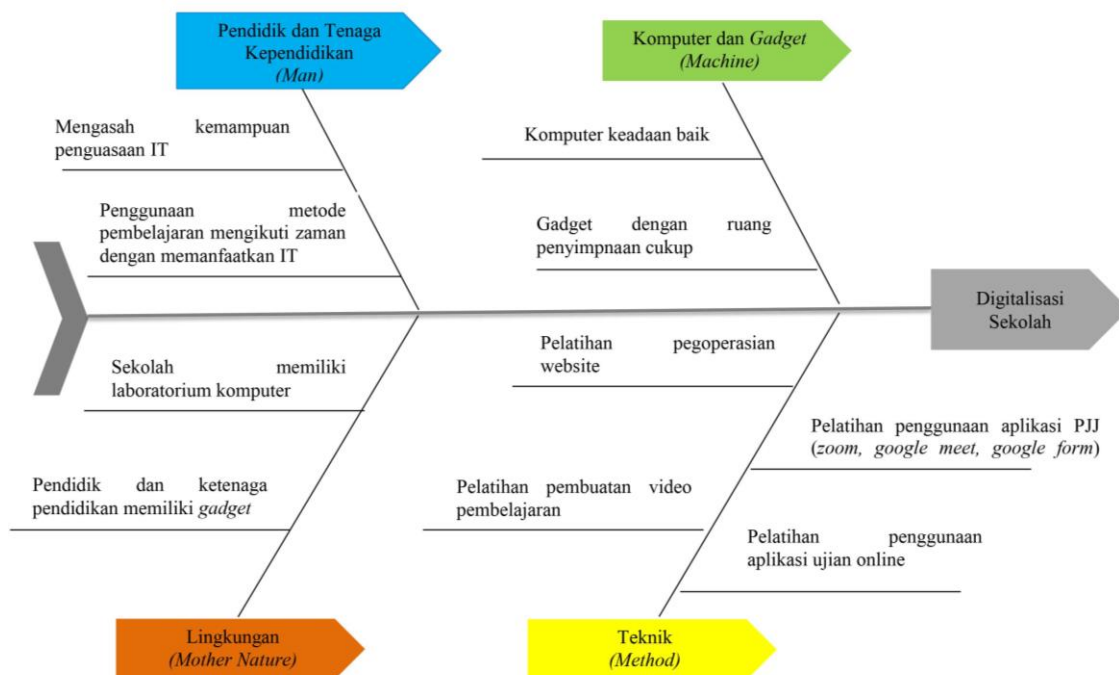 Pendidik dan Tenaga
Kependidikan
(Man)
Komputer dan Gadget
(Machine)
Mengasah kemampuan
penguasaan IT
Komputer keadaan baik
Penggunaan metode
pembelajaran mengikuti zaman
dengan memanfaatkan IT
Gadget dengan ruang
penyimpnaan cukup
Digitalisasi
Sekolah
Sekolah memiliki
laboratorium komputer
Pelatihan pegoperasian
website
Pelatihan penggunaan aplikasi PJJ
(zoom, google meet, google form)
Pendidik dan ketenaga
pendidikan memiliki gadget
Pelatihan pembuatan video
pembelajaran
Pelatihan penggunaan
aplikasi ujian online
Lingkungan
(Mother Nature)
Teknik
(Method)